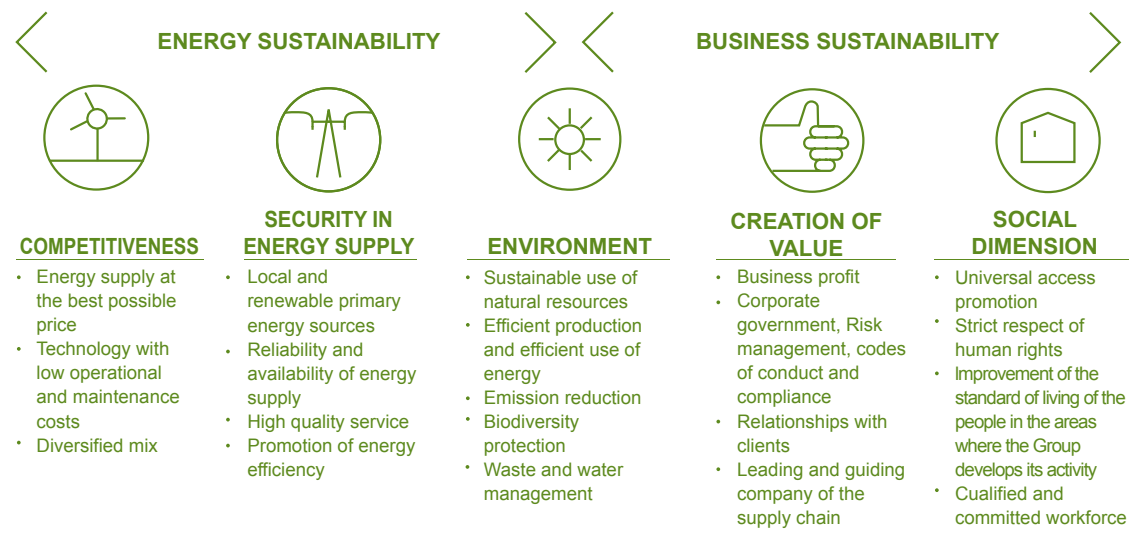 ENERGY SUSTAINABILITY
BUSINESS SUSTAINABILITY
COMPETITIVENESS
• Energy supply at
the best possible
price
• Technology with
low operational
and maintenance
costs
• Diversified mix
SECURITY IN
ENERGY SUPPLY
• Local and
renewable primary
energy sources
• Reliability and
availability of energy
supply
• High quality service
• Promotion of energy
efficiency
ENVIRONMENT
• Sustainable use of
natural resources
• Efficient production
and efficient use of
energy
• Emission reduction
• Biodiversity
protection
• Waste and water
management
CREATION OF
VALUE
• Business profit
• Corporate
government, Risk
management, codes
of conduct and
compliance
• Relationships with
clients
• Leading and guiding
company of the
supply chain
SOCIAL
DIMENSION
• Universal access
promotion
• Strict respect of
human rights
• Improvement of the
standard of living of the
people in the areas
where the Group
develops its activity
• Cualified and
committed workforce